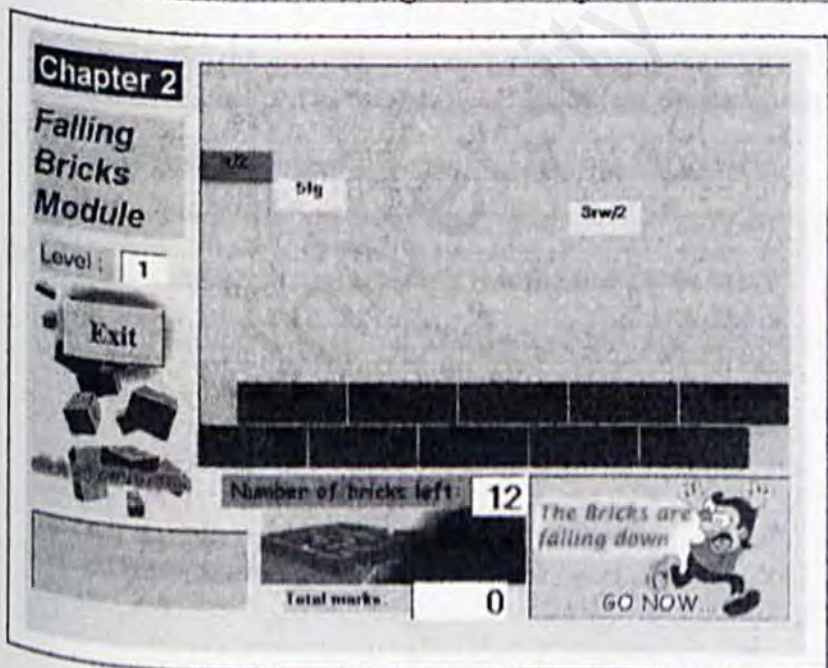 Chapter 2
Falling
Bricks
Module
Level : 1
Exit
3rw/2
Number of bricks left: 12
Total marks: 0
The Bricks are
falling down
GO NOW...